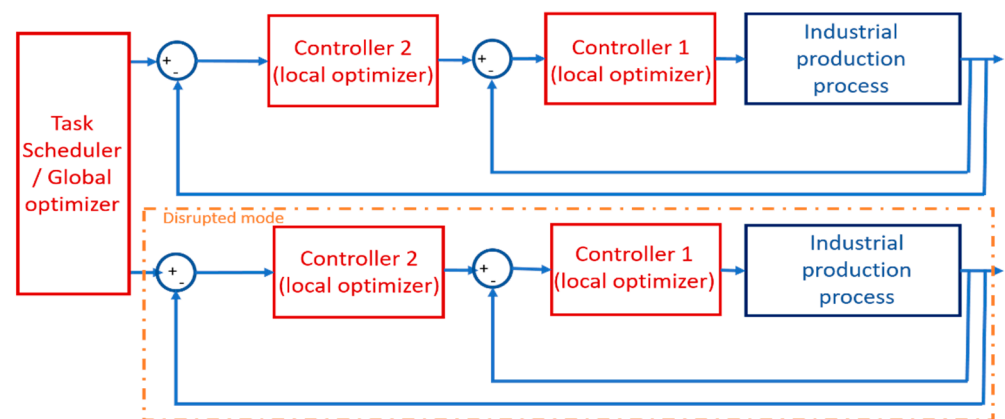 Task
Scheduler
/ Global
optimizer
+
-
Controller 2
(local optimizer)
+
-
Controller 1
(local optimizer)
Industrial
production
process
Disrupted mode
+
-
Controller 2
(local optimizer)
+
-
Controller 1
(local optimizer)
Industrial
production
process